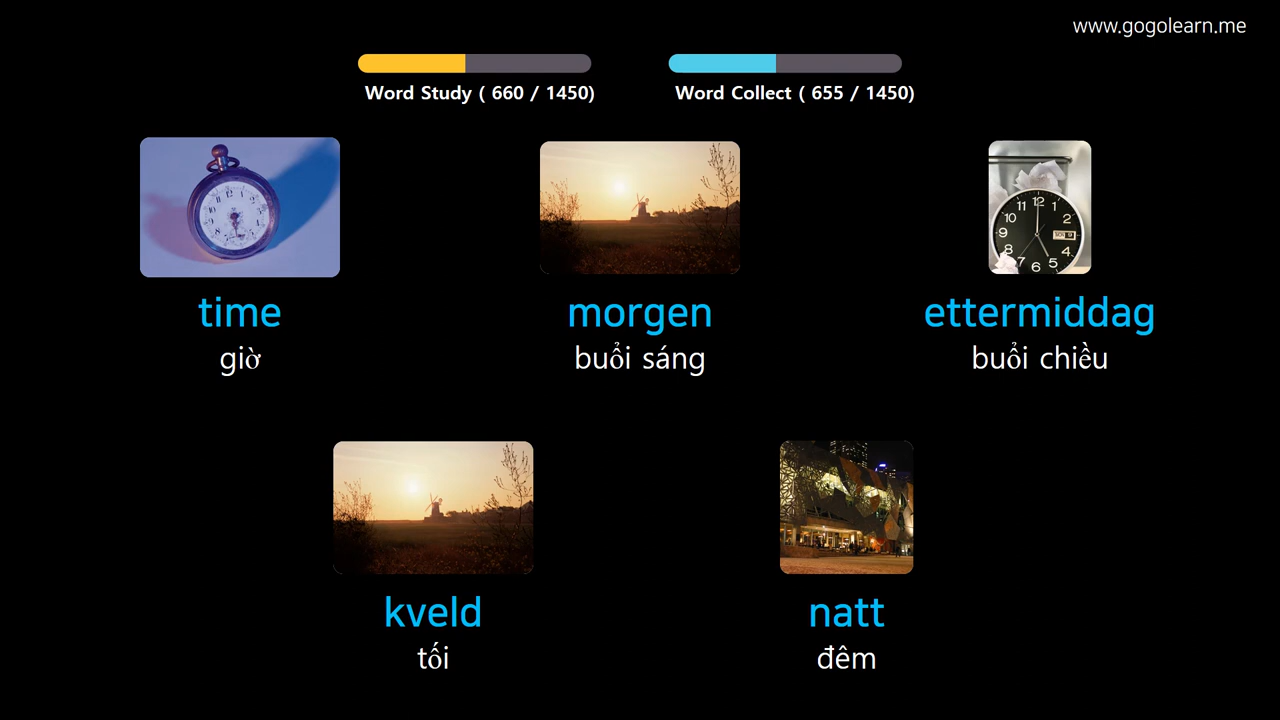 www.gogolearn.me
Word Study ( 660 / 1450)
Word Collect ( 655 / 1450)
time
giờ
morgen
buổi sáng
ettermiddag
buổi chiều
kveld
tối
natt
đêm